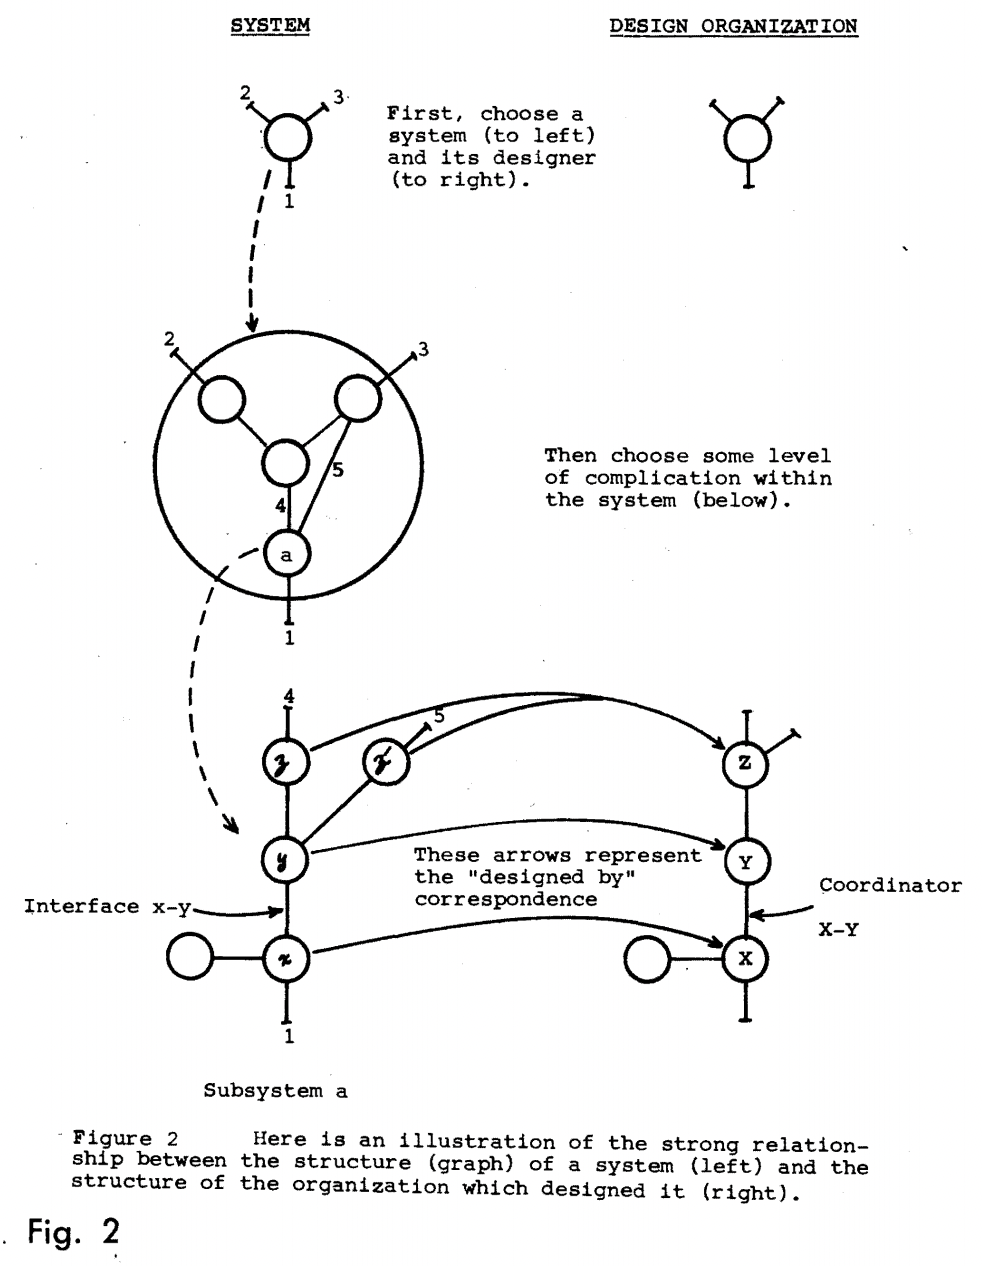 SYSTEM
DESIGN ORGANIZATION
2
3
First, choose a
system (to left)
and its designer
(to right).
1
2
3
5
4
a
Then choose some level
of complication within
the system (below).
1
4
5
z
z'
Z
y
Y
These arrows represent
the "designed by"
correspondence
Interface x-y
Coordinator
X-Y
x
X
1
Subsystem a
Figure 2 Here is an illustration of the strong relation-
ship between the structure (graph) of a system (left) and the
structure of the organization which designed it (right).
Fig. 2